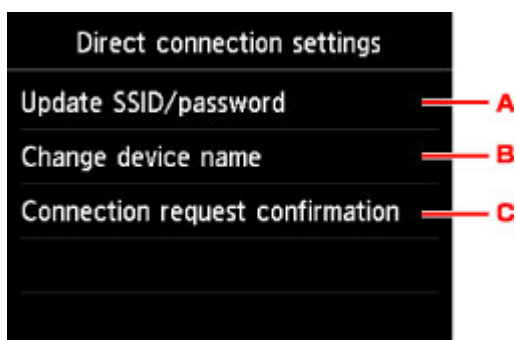 Direct connection settings
Update SSID/password A
Change device name B
Connection request confirmation C